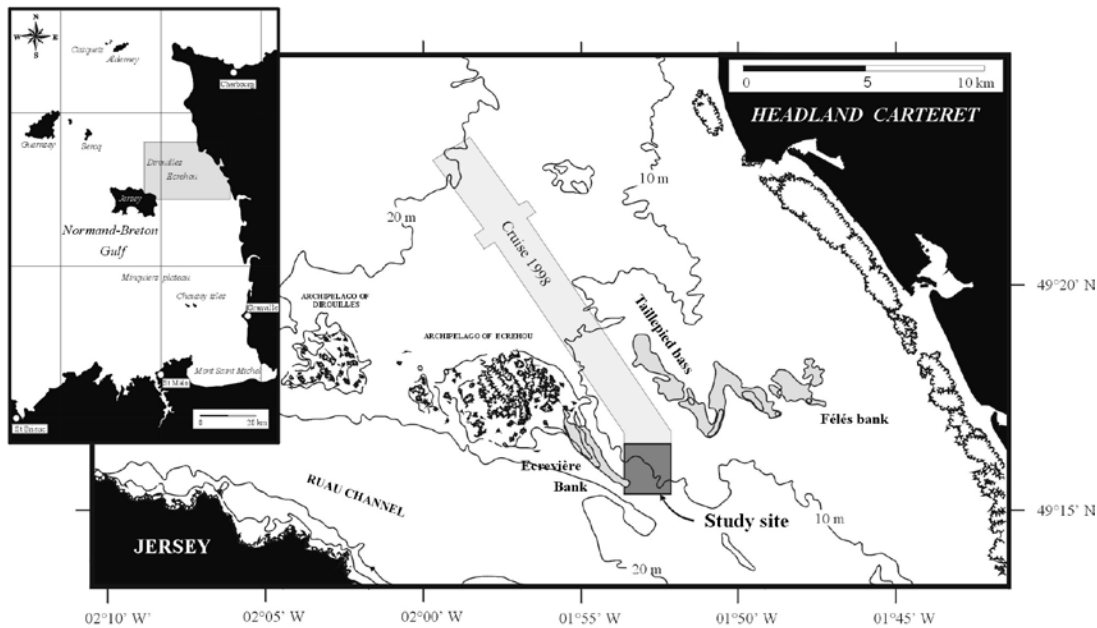 N
W E
S
Casquets
Alderney
Cherbourg
Guernsey
Sercq
Dirouilles
Ecrehou
Jersey
Normand-Breton
Gulf
Minquiers plateau
Chausey isles
Granville
Mont Saint Michel
St Malo
St Brieuc
0 20 km
0 5 10 km
HEADLAND CARTERET
10 m
20 m
Cruise 1998
49°20' N
ARCHIPELAGO OF
DIROUILLES
ARCHIPELAGO OF ECREHOU
Taillepied bass
Félés bank
Ecrevière
Bank
RUAU CHANNEL
Study site
10 m
49°15' N
JERSEY
20 m
02°10' W 02°05' W 02°00' W 01°55' W 01°50' W 01°45' W